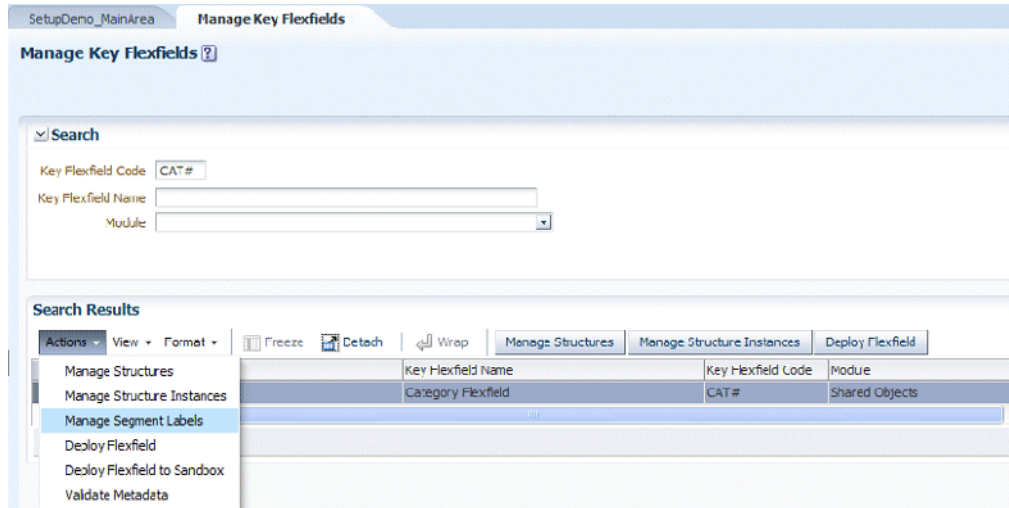 SetupDemo_MainArea Manage Key Flexfields
Manage Key Flexfields ?
Search
Key Flexfield Code CAT#
Key Flexfield Name
Module
Search Results
Actions View Format Freeze Detach Wrap Manage Structures Manage Structure Instances Deploy Flexfield
Key Flexfield Name Key Flexfield Code Module
Category Flexfield CAT# Shared Objects
Manage Structures
Manage Structure Instances
Manage Segment Labels
Deploy Flexfield
Deploy Flexfield to Sandbox
Validate Metadata